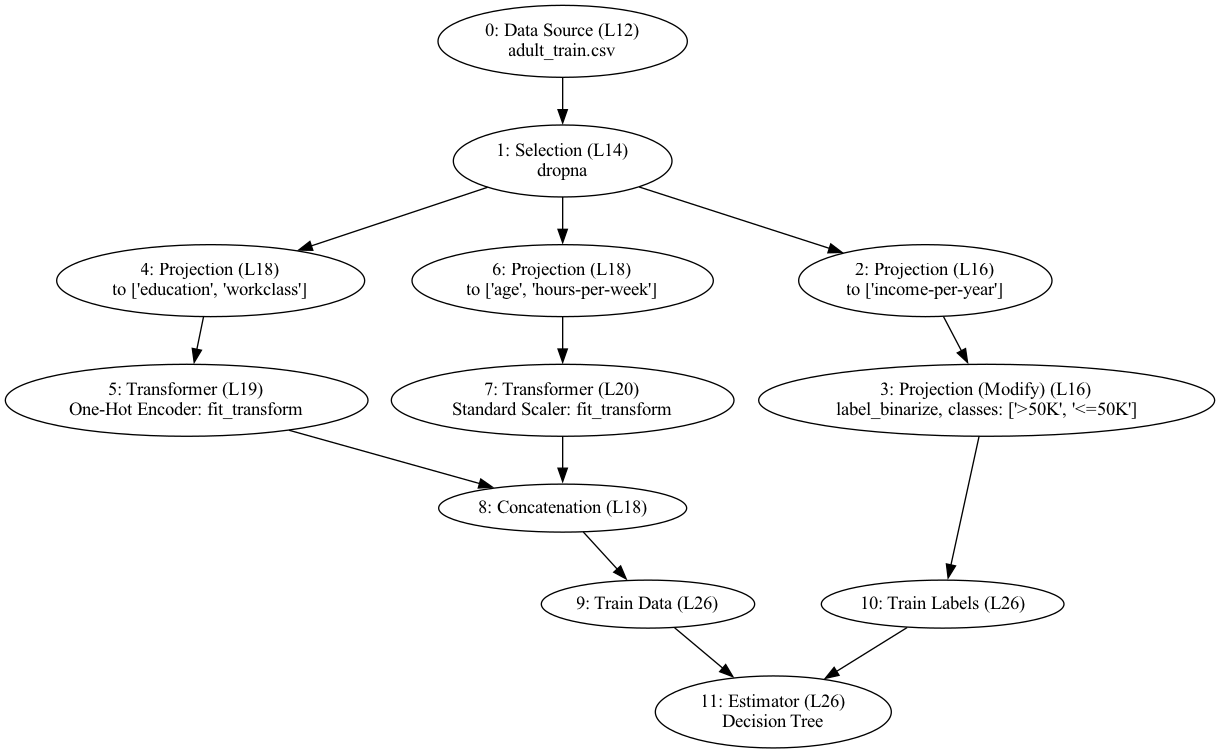 0: Data Source (L12)
adult_train.csv
1: Selection (L14)
dropna
4: Projection (L18)
to ['education', 'workclass']
6: Projection (L18)
to ['age', 'hours-per-week']
2: Projection (L16)
to ['income-per-year']
5: Transformer (L19)
One-Hot Encoder: fit_transform
7: Transformer (L20)
Standard Scaler: fit_transform
3: Projection (Modify) (L16)
label_binarize, classes: ['>50K', '<=50K']
8: Concatenation (L18)
9: Train Data (L26)
10: Train Labels (L26)
11: Estimator (L26)
Decision Tree